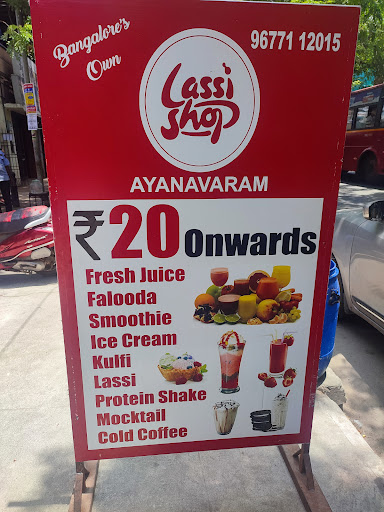 Bangalore's
Own
96771 12015
Lassi
Shop
AYANAVARAM
₹20 Onwards
Fresh Juice
Falooda
Smoothie
Ice Cream
Kulfi
Lassi
Protein Shake
Mocktail
Cold Coffee